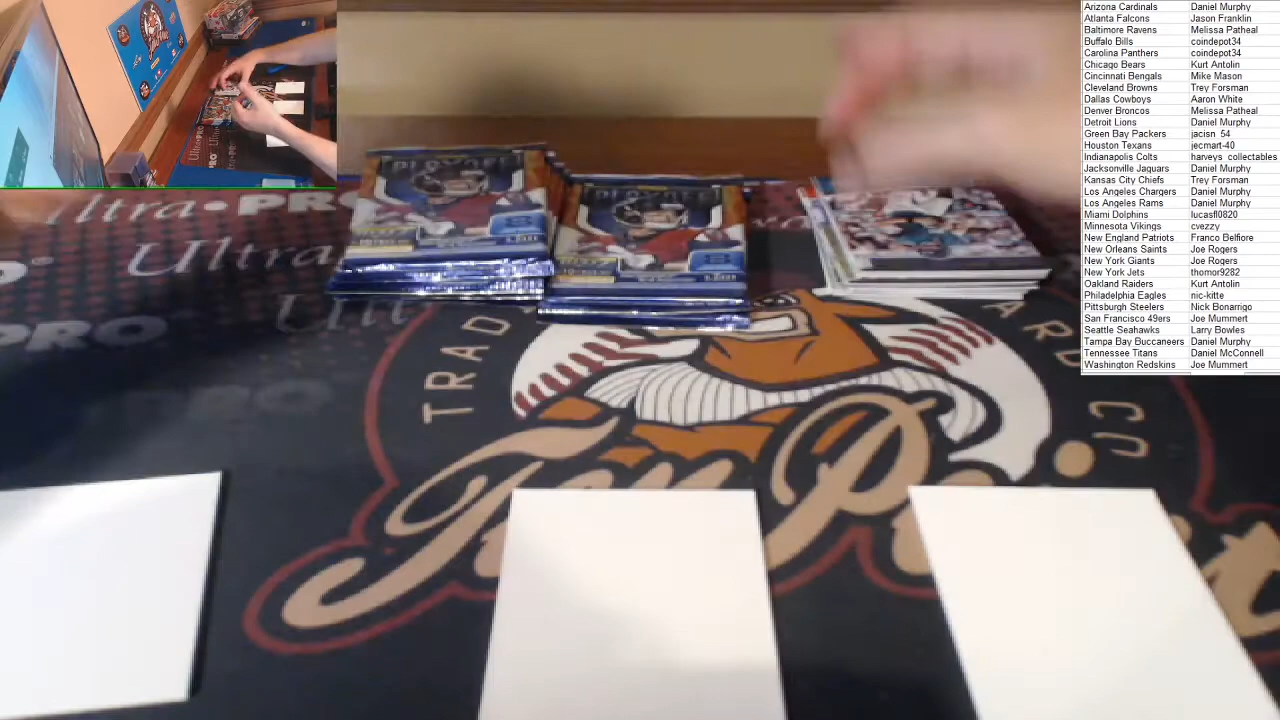 Arizona Cardinals Daniel Murphy
Atlanta Falcons Jason Franklin
Baltimore Ravens Melissa Patheal
Buffalo Bills coindepot34
Carolina Panthers coindepot34
Chicago Bears Kurt Antolin
Cincinnati Bengals Mike Mason
Cleveland Browns Trey Forsman
Dallas Cowboys Aaron White
Denver Broncos Melissa Patheal
Detroit Lions Daniel Murphy
Green Bay Packers jacisn_54
Houston Texans jecmart-40
Indianapolis Colts harveys_collectables
Jacksonville Jaguars Daniel Murphy
Kansas City Chiefs Trey Forsman
Los Angeles Chargers Daniel Murphy
Los Angeles Rams Daniel Murphy
Miami Dolphins lucasfl0820
Minnesota Vikings cvezzy
New England Patriots Franco Belfiore
New Orleans Saints Joe Rogers
New York Giants Joe Rogers
New York Jets thomor9282
Oakland Raiders Kurt Antolin
Philadelphia Eagles nic-kitte
Pittsburgh Steelers Nick Bonarigo
San Francisco 49ers Joe Mummert
Seattle Seahawks Larry Bowles
Tampa Bay Buccaneers Daniel Murphy
Tennessee Titans Daniel McConnell
Washington Redskins Joe Mummert
Ultra•PRO
Ultra
PRO
PLAYOFF
PLAYOFF
TRAD
ARD
Ten P